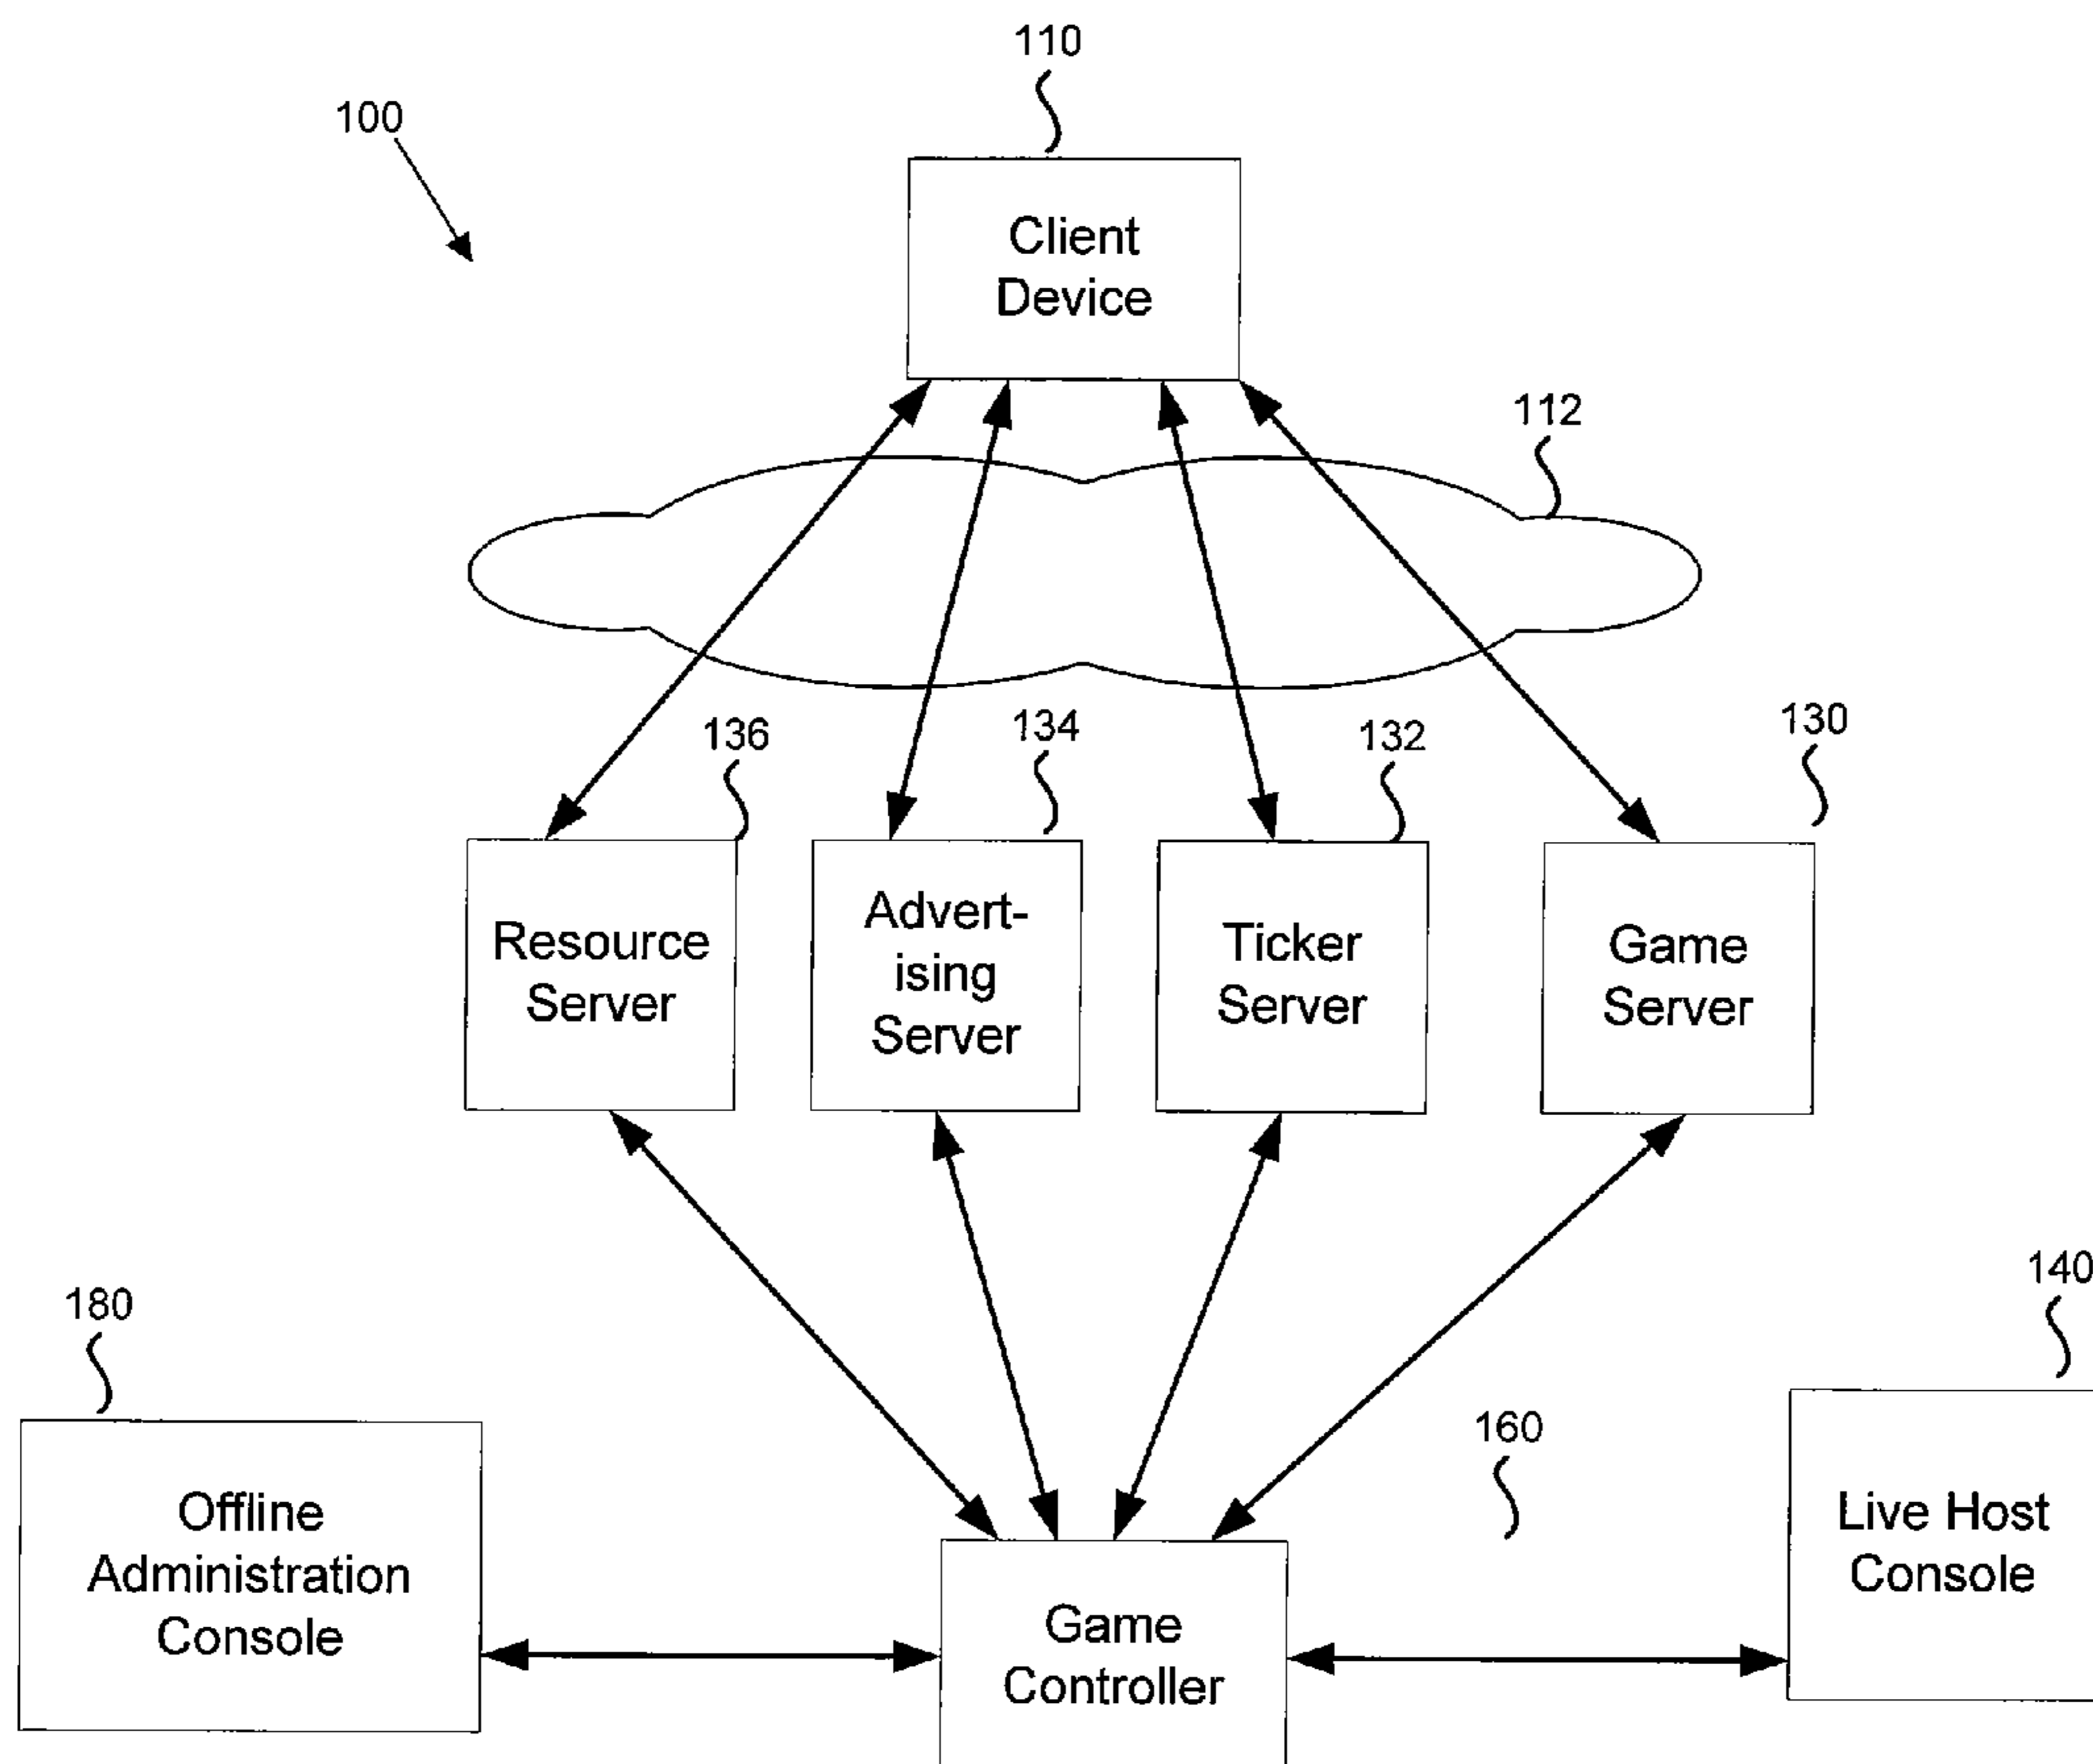 110
100
Client
Device
112
136
134
132
130
Resource
Server
Advert-
ising
Server
Ticker
Server
Game
Server
180
140
160
Offline
Administration
Console
Live Host
Console
Game
Controller